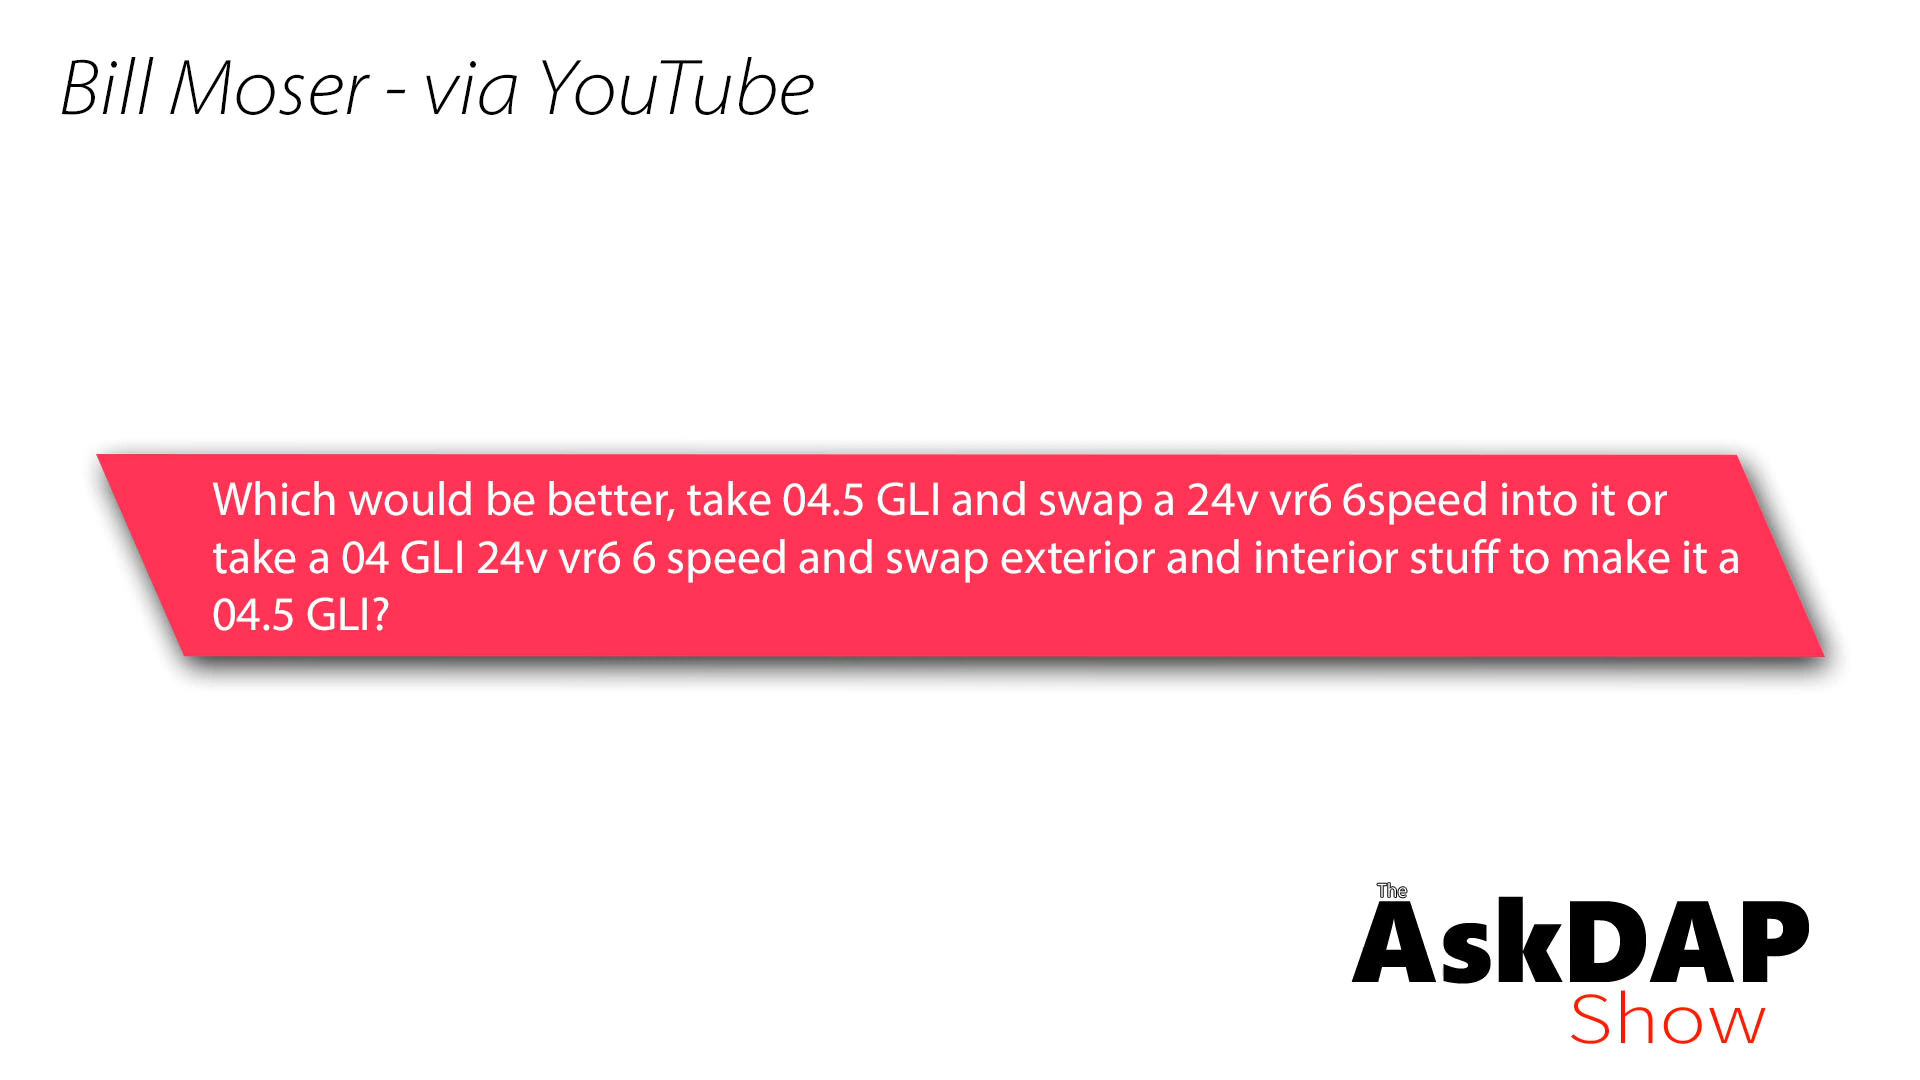 Bill Moser - via YouTube
Which would be better, take 04.5 GLI and swap a 24v vr6 6speed into it or
take a 04 GLI 24v vr6 6 speed and swap exterior and interior stuff to make it a
04.5 GLI?
The
AskDAP
Show